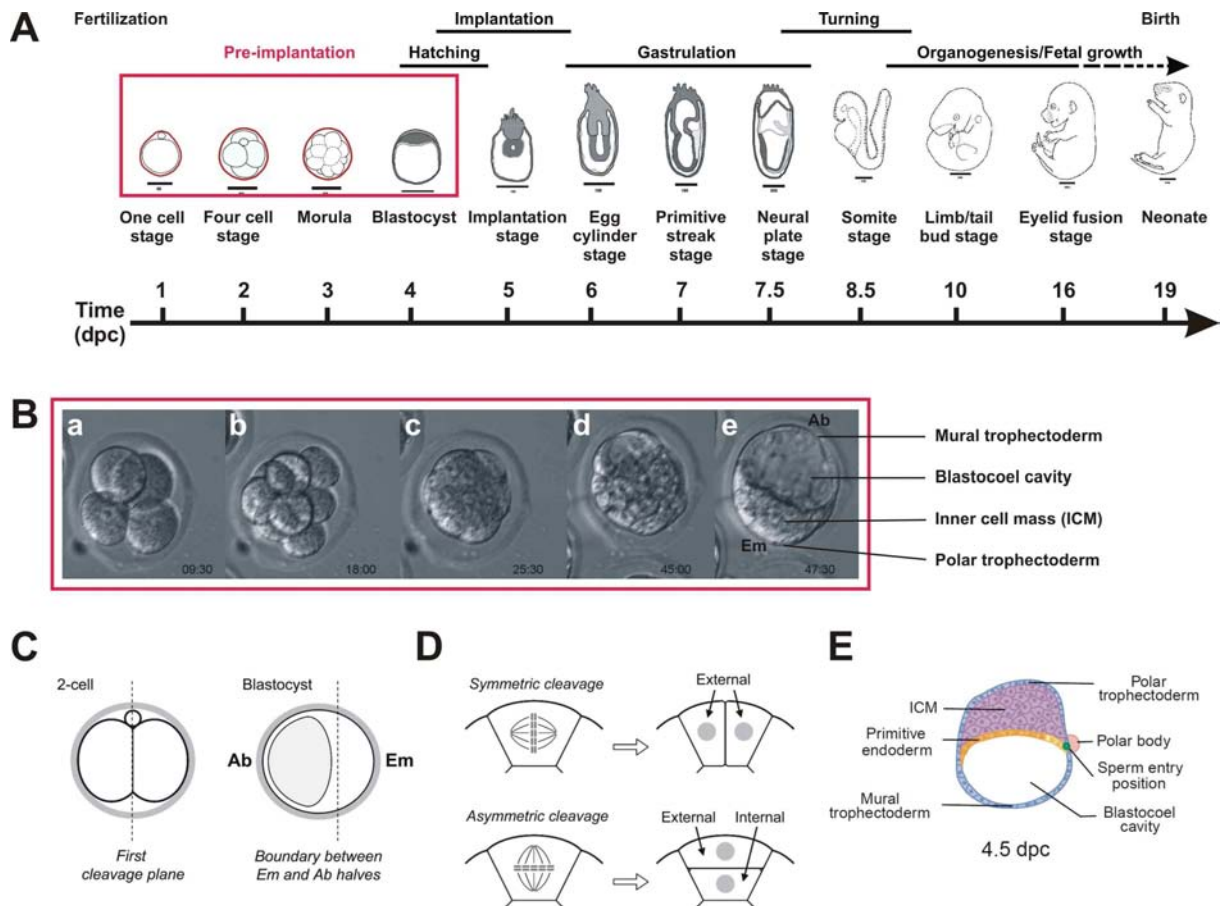 A
Fertilization
Implantation
Turning
Birth
Pre-implantation
Hatching
Gastrulation
Organogenesis/Fetal growth
One cell
stage
Four cell
stage
Morula
Blastocyst
Implantation
stage
Egg
cylinder
stage
Primitive
streak
stage
Neural
plate
stage
Somite
stage
Limb/tail
bud stage
Eyelid fusion
stage
Neonate
Time
(dpc)
1 2 3 4 5 6 7 7.5 8.5 10 16 19
B
a
09:30
b
18:00
c
25:30
d
45:00
e
Ab
Em
47:30
Mural trophectoderm
Blastocoel cavity
Inner cell mass (ICM)
Polar trophectoderm
C
2-cell
Blastocyst
Ab
Em
First
cleavage plane
Boundary between
Em and Ab halves
D
Symmetric cleavage
External
Asymmetric cleavage
External
Internal
E
Polar
trophectoderm
ICM
Primitive
endoderm
Polar body
Sperm entry
position
Mural
trophectoderm
Blastocoel
cavity
4.5 dpc